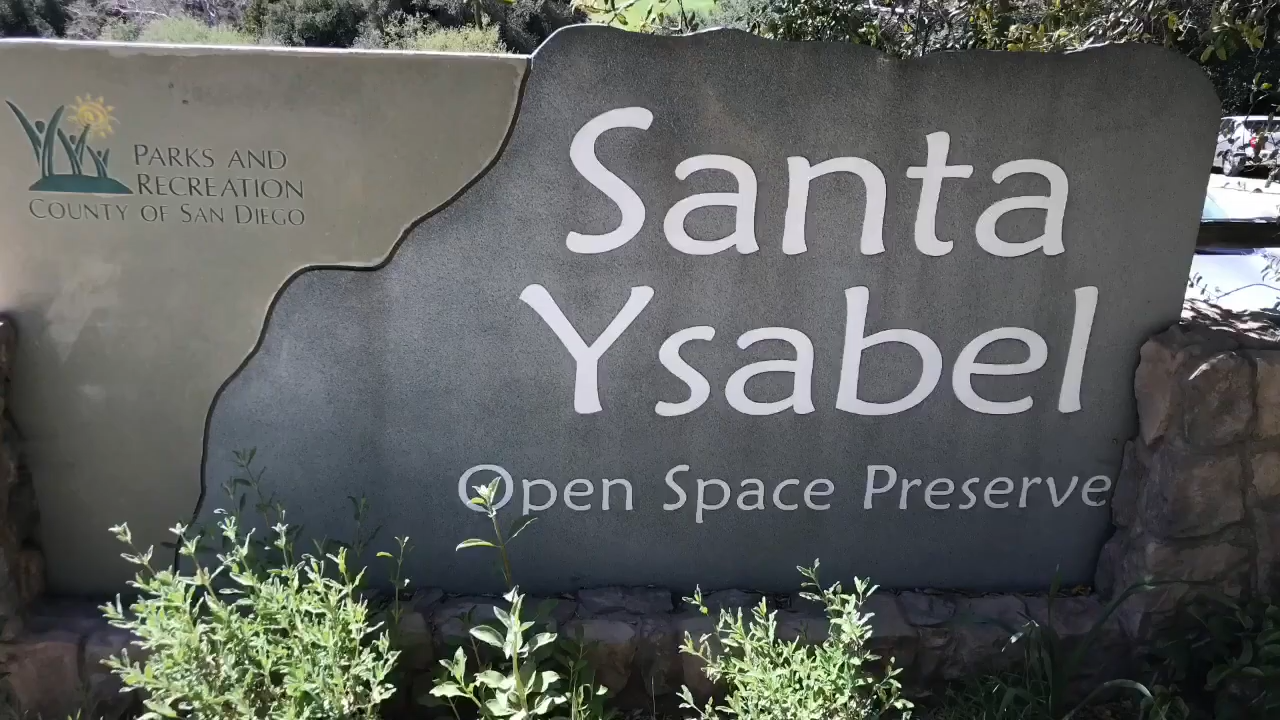 PARKS AND
RECREATION
COUNTY OF SAN DIEGO
Santa
Ysabel
Open Space Preserve